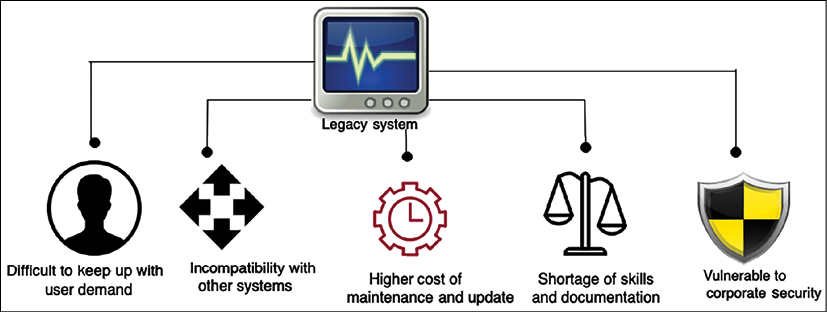 Legacy system
Difficult to keep up with
user demand
Incompatibility with
other systems
Higher cost of
maintenance and update
Shortage of skills
and documentation
Vulnerable to
corporate security